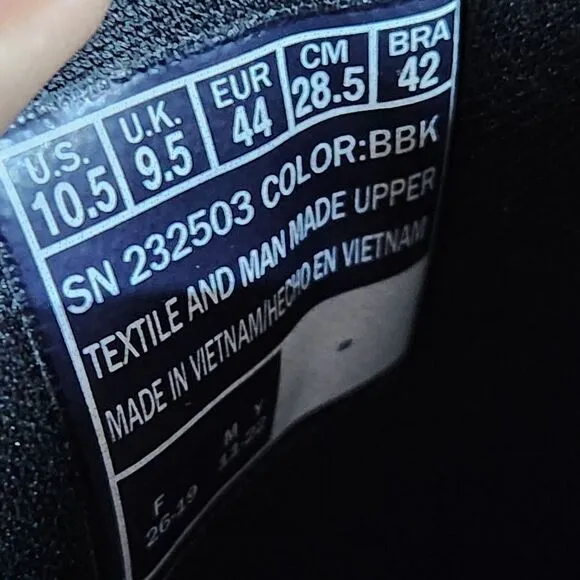 U.S. U.K. EUR CM BRA
10.5 9.5 44 28.5 42
SN 232503 COLOR:BBK
TEXTILE AND MAN MADE UPPER
MADE IN VIETNAM/HECHO EN VIETNAM
F M Y